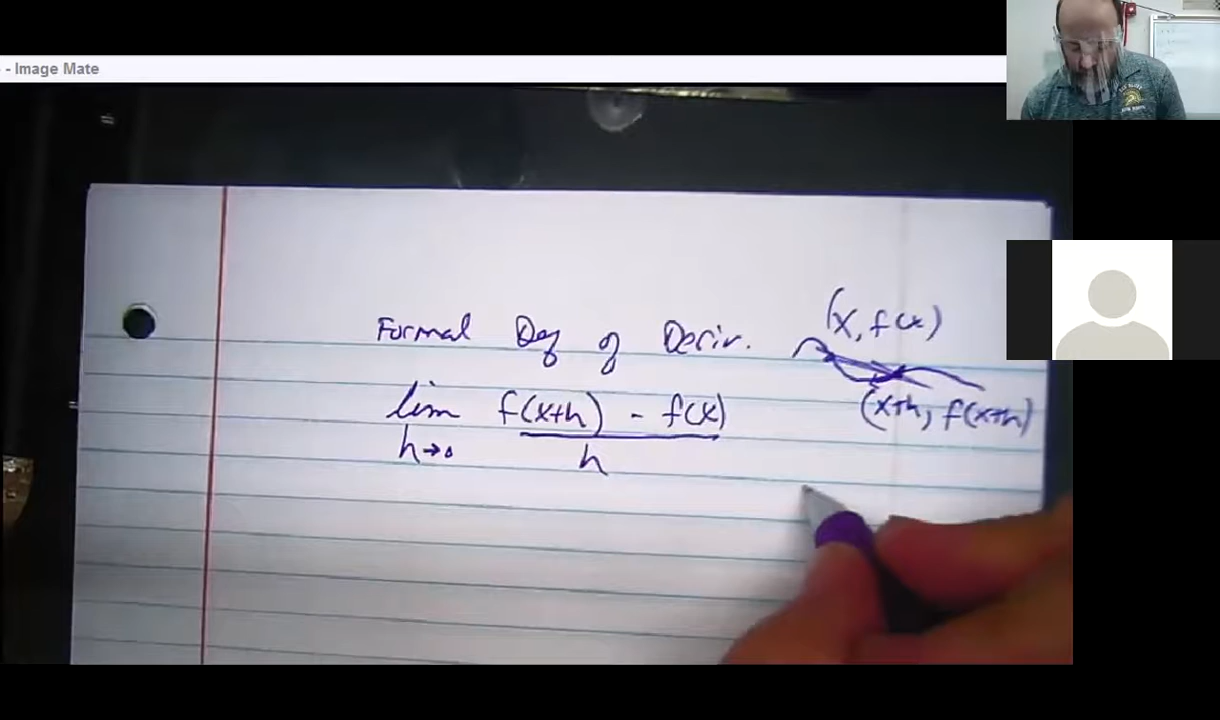 - Image Mate
Formal Def of Deriv.
(x, f(x)
lim f(x+h) - f(x)
h→0 h
(x+h, f(x+h)